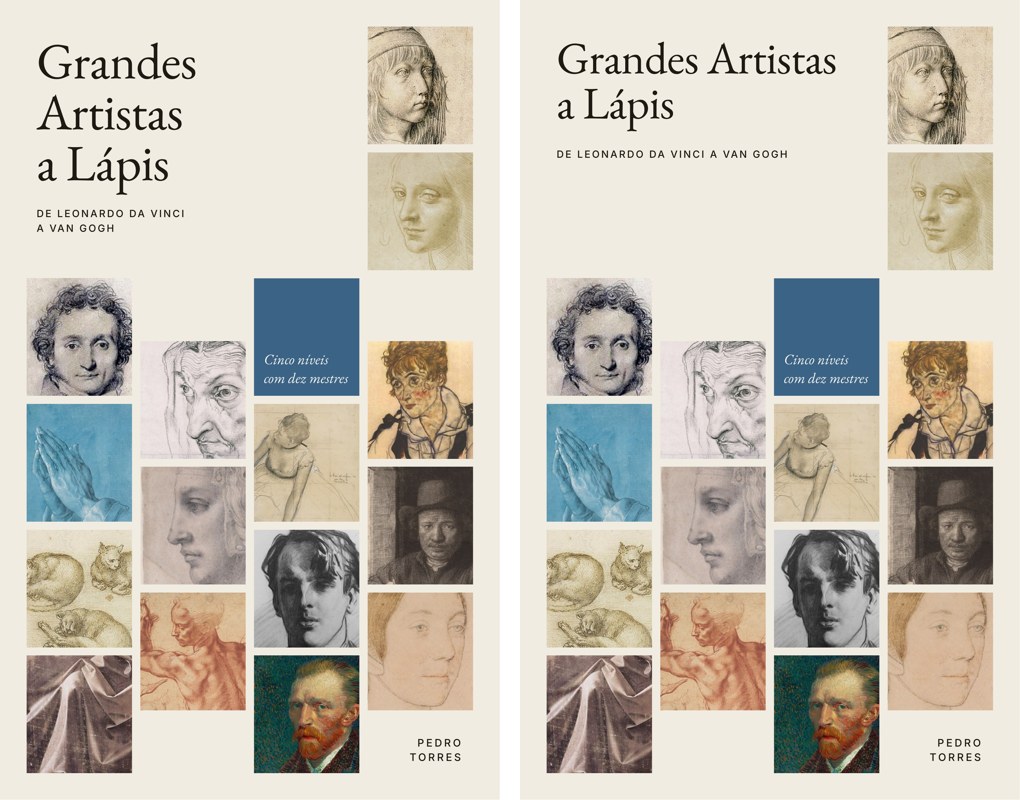 Grandes
Artistas
a Lápis
DE LEONARDO DA VINCI
A VAN GOGH
Cinco níveis
com dez mestres
PEDRO
TORRES
Grandes Artistas
a Lápis
DE LEONARDO DA VINCI A VAN GOGH
Cinco níveis
com dez mestres
PEDRO
TORRES